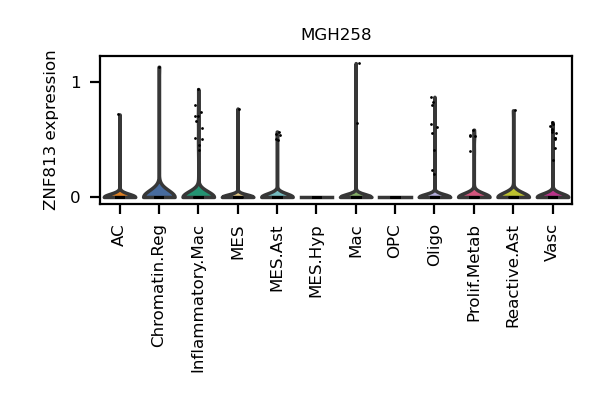 MGH258
ZNF813 expression
1
0
AC
Chromatin.Reg
Inflammatory.Mac
MES
MES.Ast
MES.Hyp
Mac
OPC
Oligo
Prolif.Metab
Reactive.Ast
Vasc